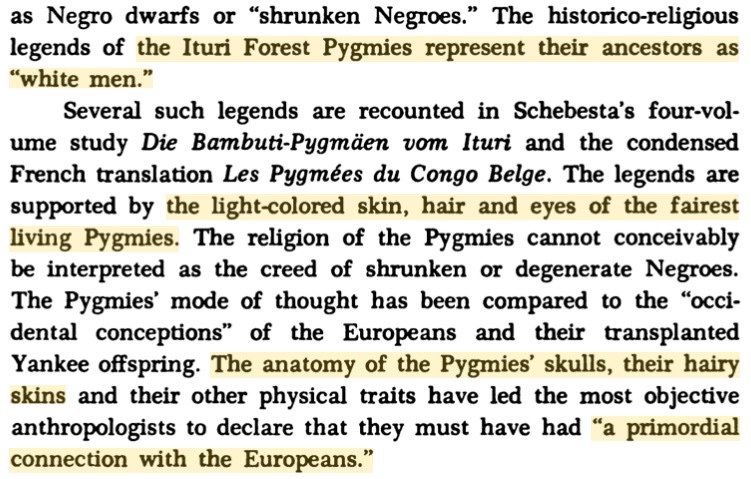 as Negro dwarfs or “shrunken Negroes.” The historico-religious
legends of the Ituri Forest Pygmies represent their ancestors as
“white men.”
Several such legends are recounted in Schebesta’s four-vol-
ume study Die Bambuti-Pygmäen vom Ituri and the condensed
French translation Les Pygmées du Congo Belge. The legends are
supported by the light-colored skin, hair and eyes of the fairest
living Pygmies. The religion of the Pygmies cannot conceivably
be interpreted as the creed of shrunken or degenerate Negroes.
The Pygmies’ mode of thought has been compared to the “occi-
dental conceptions” of the Europeans and their transplanted
Yankee offspring. The anatomy of the Pygmies’ skulls, their hairy
skins and their other physical traits have led the most objective
anthropologists to declare that they must have had “a primordial
connection with the Europeans.”